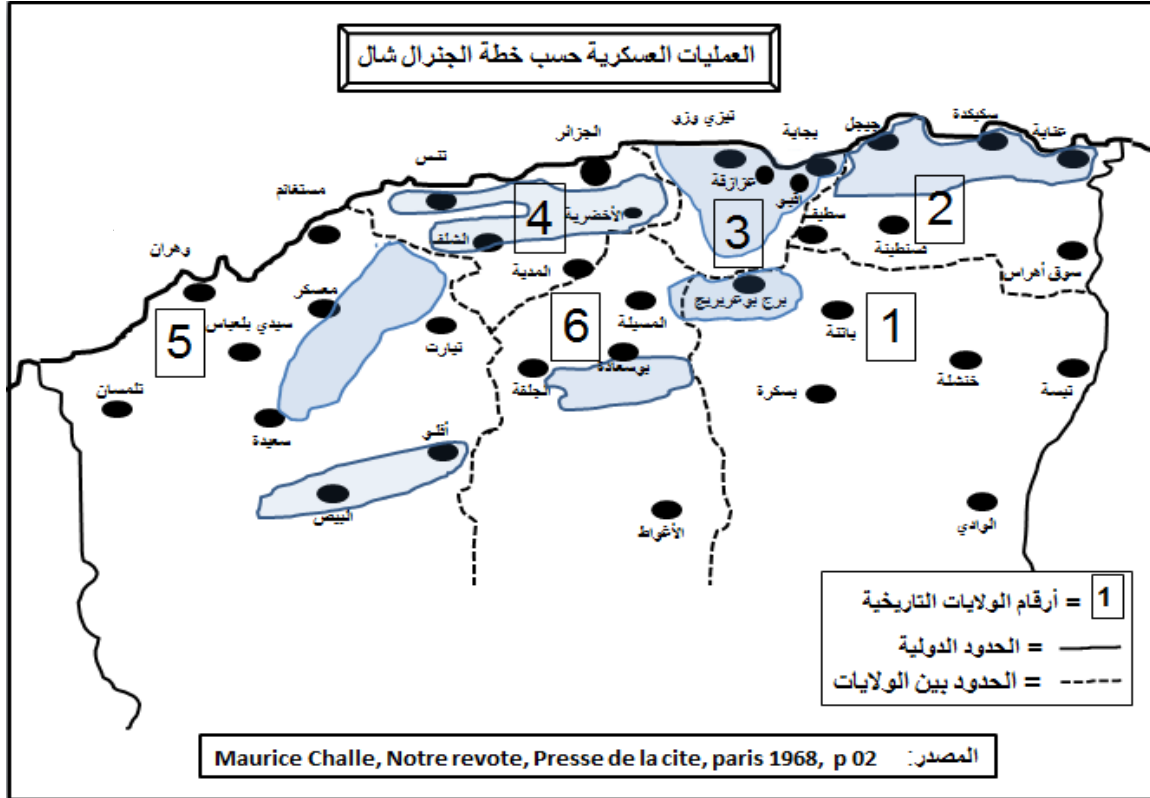 العمليات العسكرية حسب خطة الجنرال شال
عنابة
سكيكدة
جيجل
بجاية
تيزي وزو
الجزائر
تنس
مستغانم
وهران
عزازقة
اقبو
سطيف
قسنطينة
سوق أهراس
2
3
4
الأخضرية
الشلف
المدية
برج بوعريريج
المسيلة
باتنة
1
6
5
معسكر
سيدي بلعباس
تيارت
بوسعادة
الجلفة
خنشلة
تبسة
بسكرة
تلمسان
سعيدة
أفلو
البيض
الأغواط
الوادي
1 = أرقام الولايات التاريخية
= الحدود الدولية
= الحدود بين الولايات
المصدر: Maurice Challe, Notre revote, Presse de la cite, paris 1968, p 02